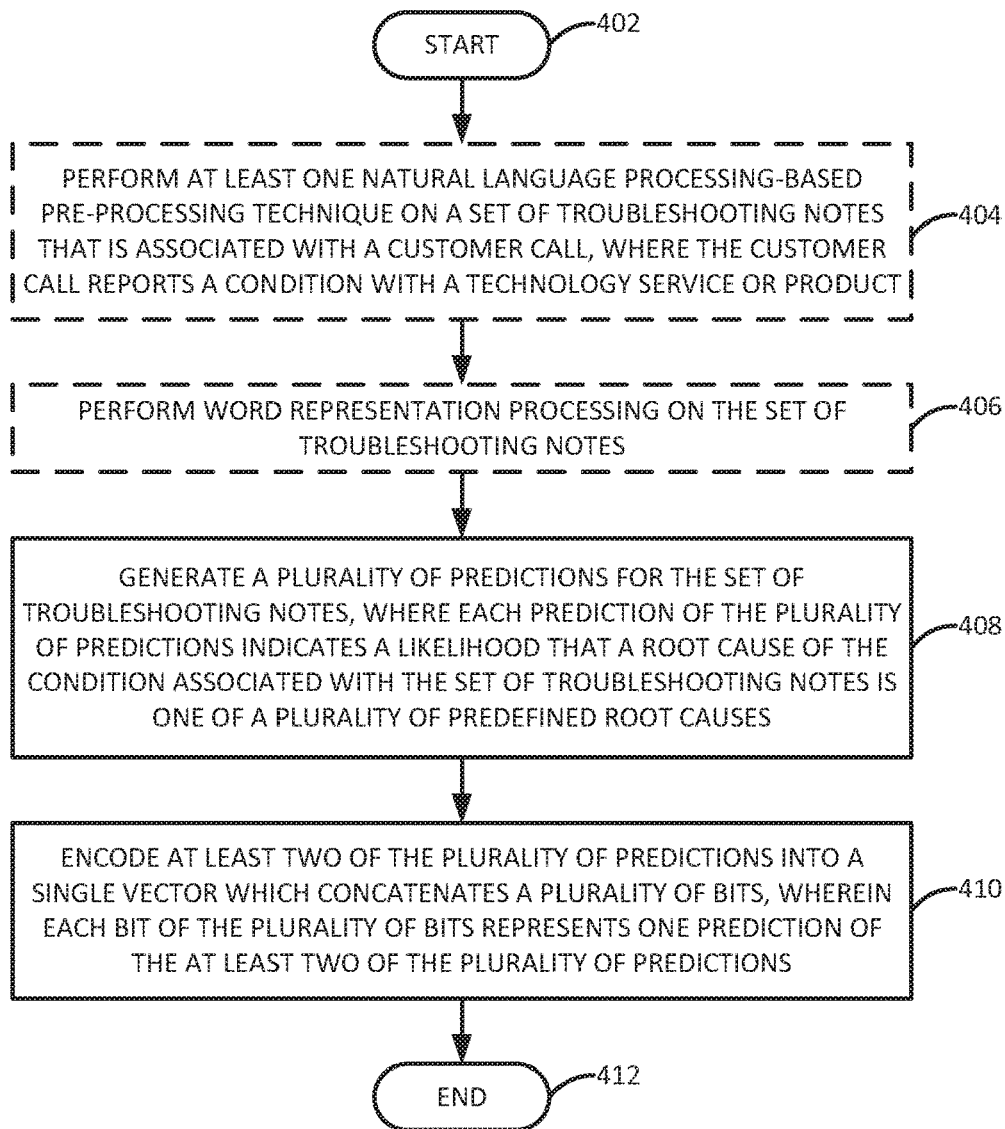 START
402
PERFORM AT LEAST ONE NATURAL LANGUAGE PROCESSING-BASED
PRE-PROCESSING TECHNIQUE ON A SET OF TROUBLESHOOTING NOTES
THAT IS ASSOCIATED WITH A CUSTOMER CALL, WHERE THE CUSTOMER
CALL REPORTS A CONDITION WITH A TECHNOLOGY SERVICE OR PRODUCT
404
PERFORM WORD REPRESENTATION PROCESSING ON THE SET OF
TROUBLESHOOTING NOTES
406
GENERATE A PLURALITY OF PREDICTIONS FOR THE SET OF
TROUBLESHOOTING NOTES, WHERE EACH PREDICTION OF THE PLURALITY
OF PREDICTIONS INDICATES A LIKELIHOOD THAT A ROOT CAUSE OF THE
CONDITION ASSOCIATED WITH THE SET OF TROUBLESHOOTING NOTES IS
ONE OF A PLURALITY OF PREDEFINED ROOT CAUSES
408
ENCODE AT LEAST TWO OF THE PLURALITY OF PREDICTIONS INTO A
SINGLE VECTOR WHICH CONCATENATES A PLURALITY OF BITS, WHEREIN
EACH BIT OF THE PLURALITY OF BITS REPRESENTS ONE PREDICTION OF
THE AT LEAST TWO OF THE PLURALITY OF PREDICTIONS
410
END
412